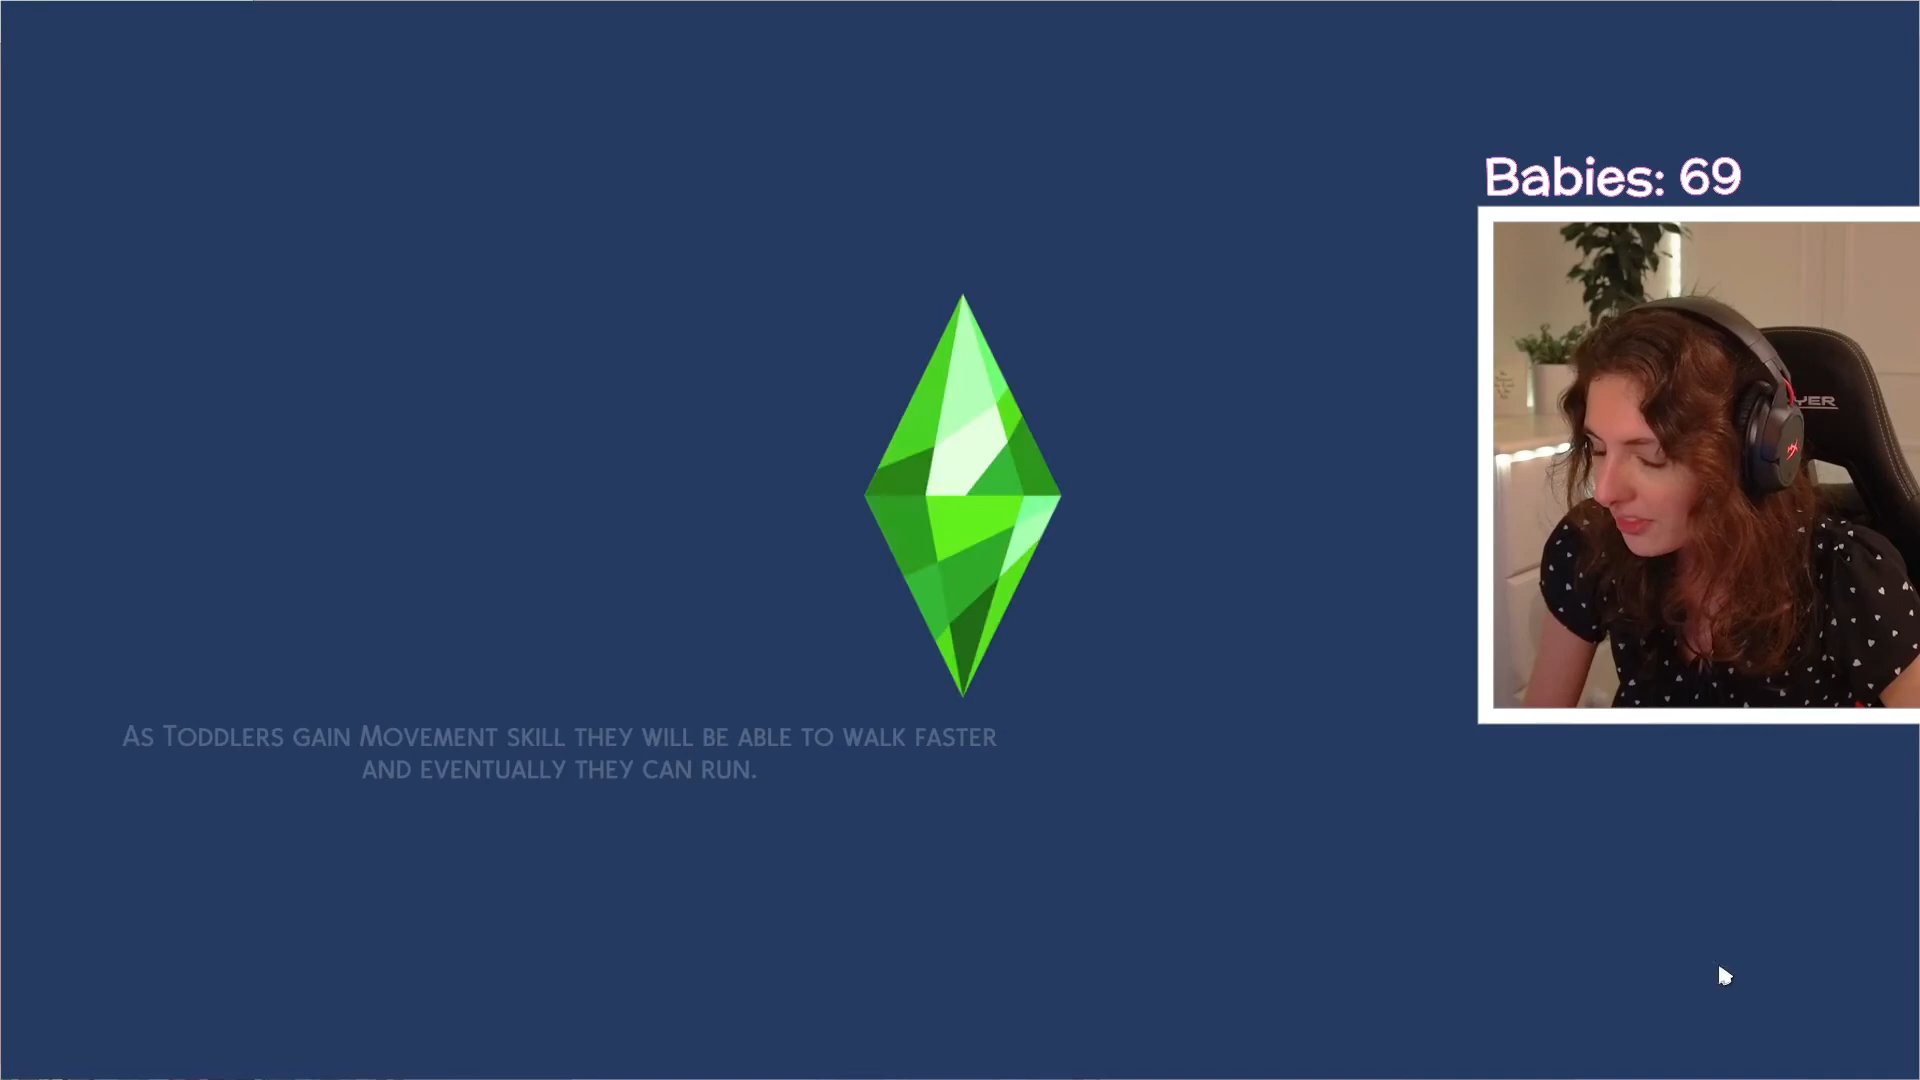 Babies: 69
YER
AS TODDLERS GAIN MOVEMENT SKILL THEY WILL BE ABLE TO WALK FASTER
AND EVENTUALLY THEY CAN RUN.